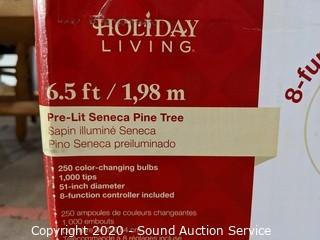 HOLIDAY
LIVING®
6.5 ft / 1,98 m
8-fun
Pre-Lit Seneca Pine Tree
Sapin illuminé Seneca
Pino Seneca preiluminado
250 color-changing bulbs
1,000 tips
51-inch diameter
8-function controller included
250 ampoules de couleurs changeantes
1,000 embouts
Copyright 2020 - Sound Auction Service